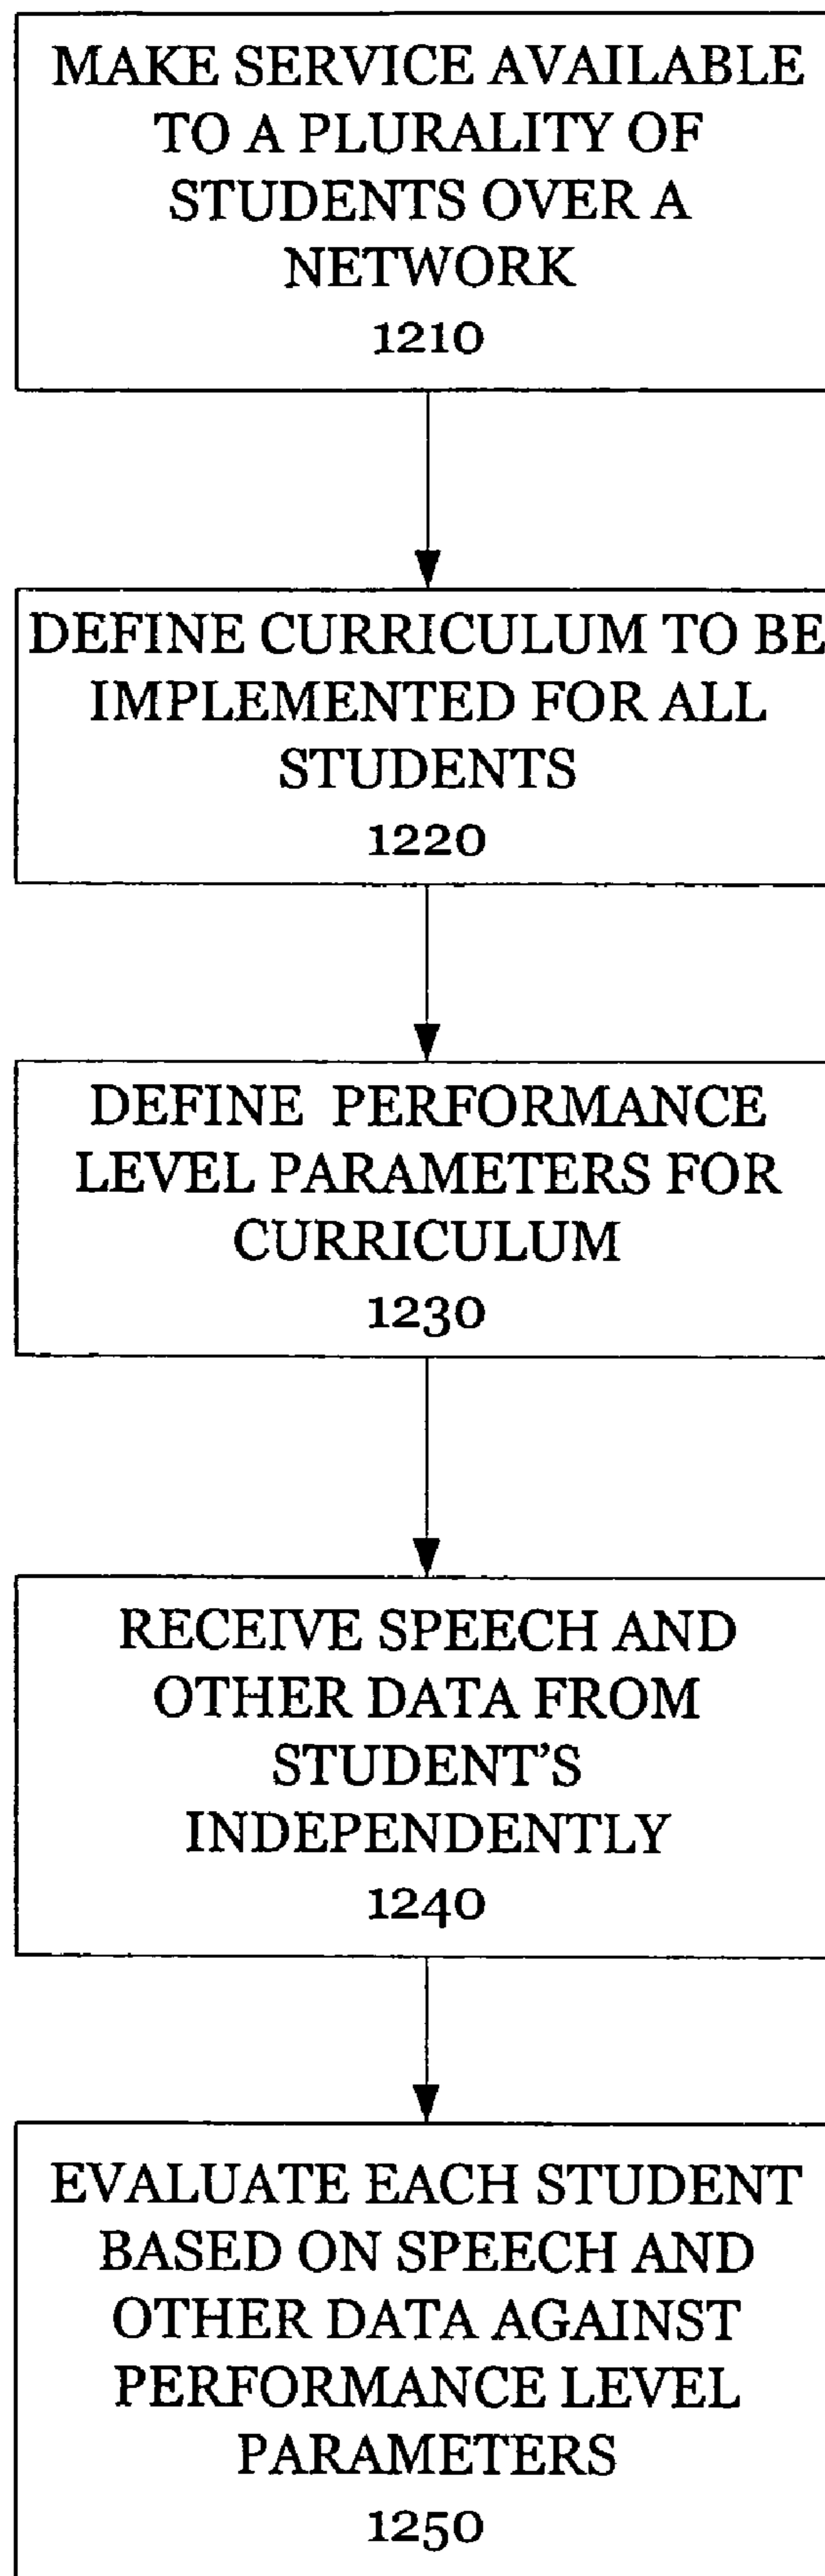 MAKE SERVICE AVAILABLE
TO A PLURALITY OF
STUDENTS OVER A
NETWORK
1210
DEFINE CURRICULUM TO BE
IMPLEMENTED FOR ALL
STUDENTS
1220
DEFINE PERFORMANCE
LEVEL PARAMETERS FOR
CURRICULUM
1230
RECEIVE SPEECH AND
OTHER DATA FROM
STUDENT'S
INDEPENDENTLY
1240
EVALUATE EACH STUDENT
BASED ON SPEECH AND
OTHER DATA AGAINST
PERFORMANCE LEVEL
PARAMETERS
1250